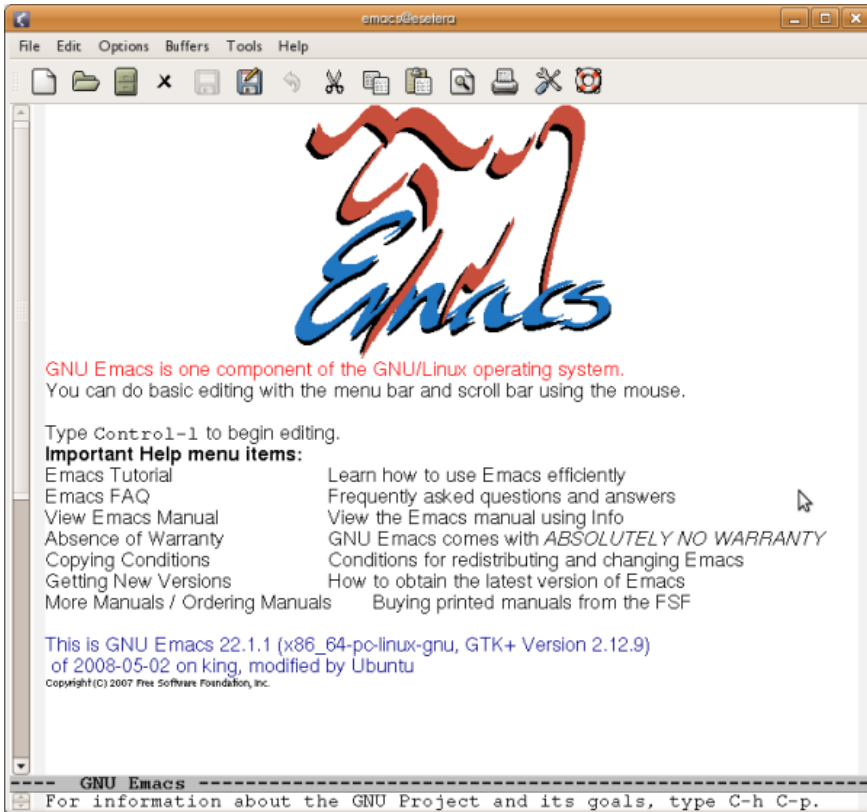 emacs@esetera
File Edit Options Buffers Tools Help
Emacs
GNU Emacs is one component of the GNU/Linux operating system.
You can do basic editing with the menu bar and scroll bar using the mouse.
Type Control-l to begin editing.
Important Help menu items:
Emacs Tutorial Learn how to use Emacs efficiently
Emacs FAQ Frequently asked questions and answers
View Emacs Manual View the Emacs manual using Info
Absence of Warranty GNU Emacs comes with ABSOLUTELY NO WARRANTY
Copying Conditions Conditions for redistributing and changing Emacs
Getting New Versions How to obtain the latest version of Emacs
More Manuals / Ordering Manuals Buying printed manuals from the FSF
This is GNU Emacs 22.1.1 (x86_64-pc-linux-gnu, GTK+ Version 2.12.9)
of 2008-05-02 on king, modified by Ubuntu
Copyright (C) 2007 Free Software Foundation, Inc.
---- GNU Emacs ----------------------------------------------------------
For information about the GNU Project and its goals, type C-h C-p.